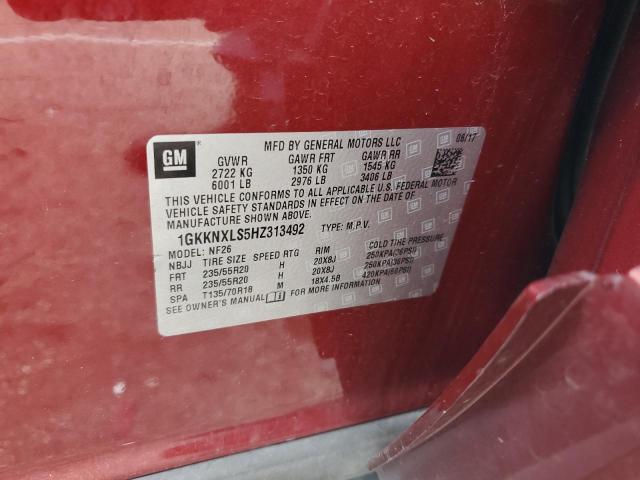 GM
MFD BY GENERAL MOTORS LLC
06/17
GVWR GAWR FRT GAWR RR
2722 KG 1350 KG 1545 KG
6001 LB 2976 LB 3406 LB
THIS VEHICLE CONFORMS TO ALL APPLICABLE U.S. FEDERAL MOTOR
VEHICLE SAFETY STANDARDS IN EFFECT ON THE DATE OF
MANUFACTURE SHOWN ABOVE.
1GKKNXLS5HZ313492 TYPE: M.P.V.
MODEL: NF26
NBJJ TIRE SIZE SPEED RTG RIM COLD TIRE PRESSURE
FRT 235/55R20 H 20X8J 250KPA(36PSI)
RR 235/55R20 H 20X8J 250KPA(36PSI)
SPA T135/70R18 M 18X4.5B 420KPA(60PSI)
SEE OWNER'S MANUAL FOR MORE INFORMATION